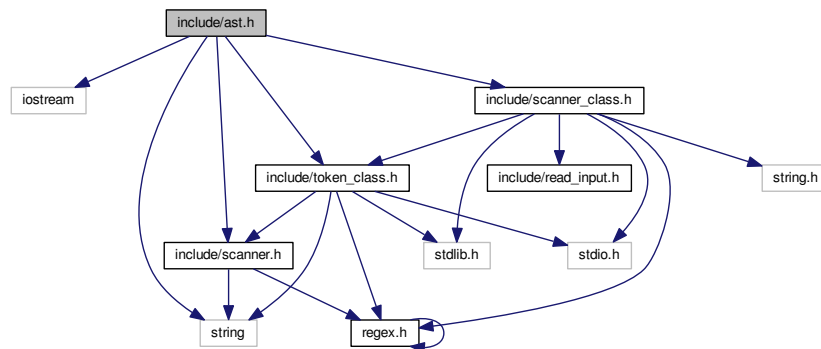 include/ast.h
iostream
include/scanner_class.h
include/token_class.h
include/read_input.h
string.h
include/scanner.h
stdlib.h
stdio.h
string
regex.h